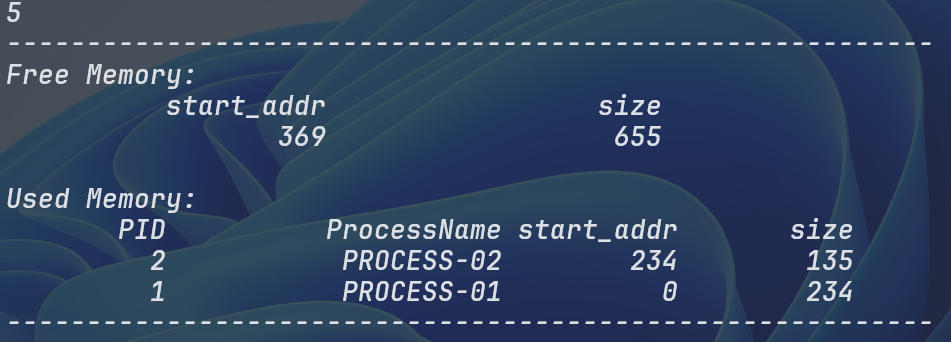 5
----------------------------------------------------------
Free Memory:
start_addr size
369 655
Used Memory:
PID ProcessName start_addr size
2 PROCESS-02 234 135
1 PROCESS-01 0 234
----------------------------------------------------------